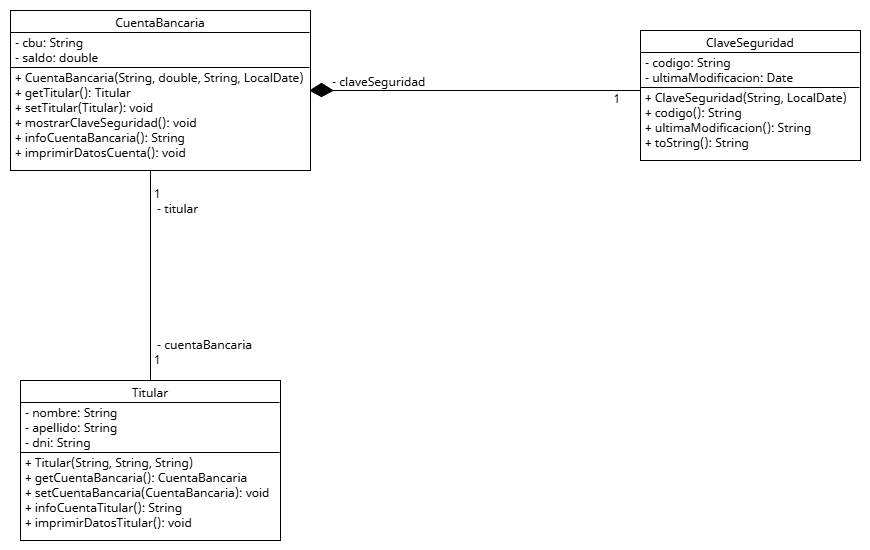 CuentaBancaria
- cbu: String
- saldo: double
+ CuentaBancaria(String, double, String, LocalDate)
+ getTitular(): Titular
+ setTitular(Titular): void
+ mostrarClaveSeguridad(): void
+ infoCuentaBancaria(): String
+ imprimirDatosCuenta(): void
- claveSeguridad
1
ClaveSeguridad
- codigo: String
- ultimaModificacion: Date
+ ClaveSeguridad(String, LocalDate)
+ codigo(): String
+ ultimaModificacion(): String
+ toString(): String
1
- titular
- cuentaBancaria
1
Titular
- nombre: String
- apellido: String
- dni: String
+ Titular(String, String, String)
+ getCuentaBancaria(): CuentaBancaria
+ setCuentaBancaria(CuentaBancaria): void
+ infoCuentaTitular(): String
+ imprimirDatosTitular(): void